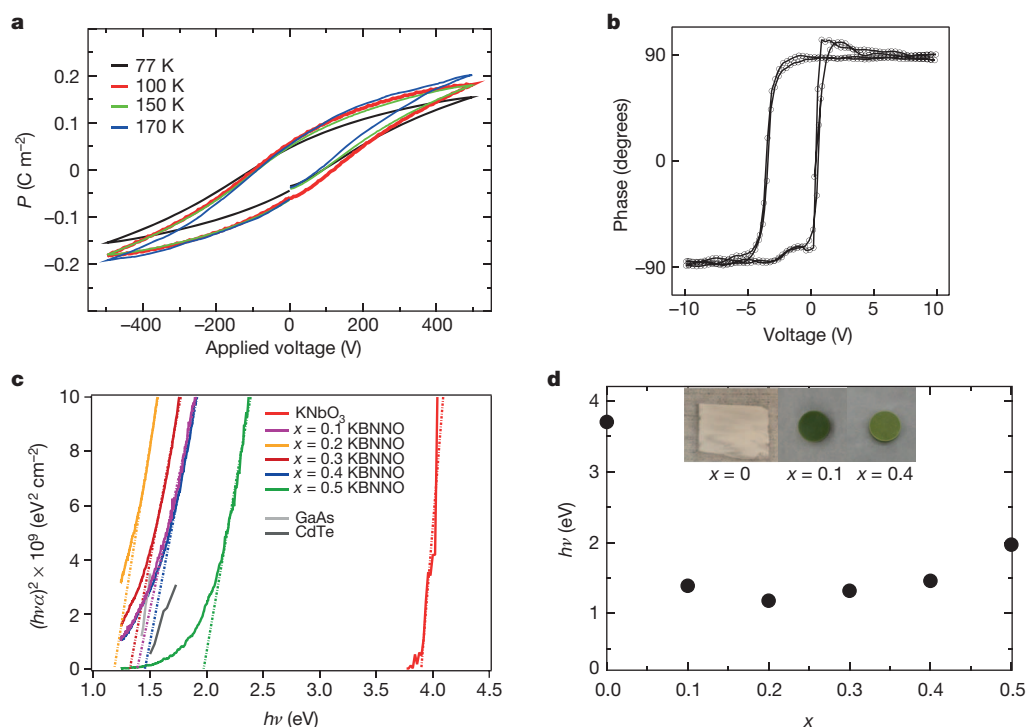 a
77 K
100 K
150 K
170 K
P (C m−2)
0.2
0.1
0
−0.1
−0.2
−400 −200 0 200 400
Applied voltage (V)
b
Phase (degrees)
90
0
−90
−10 −5 0 5 10
Voltage (V)
c
(hνα)2 × 109 (eV2 cm−2)
10
8
6
4
2
0
KNbO3
x = 0.1 KBNNO
x = 0.2 KBNNO
x = 0.3 KBNNO
x = 0.4 KBNNO
x = 0.5 KBNNO
GaAs
CdTe
1.0 1.5 2.0 2.5 3.0 3.5 4.0 4.5
hν (eV)
d
hν (eV)
4
3
2
1
0
x = 0 x = 0.1 x = 0.4
0.0 0.1 0.2 0.3 0.4 0.5
x